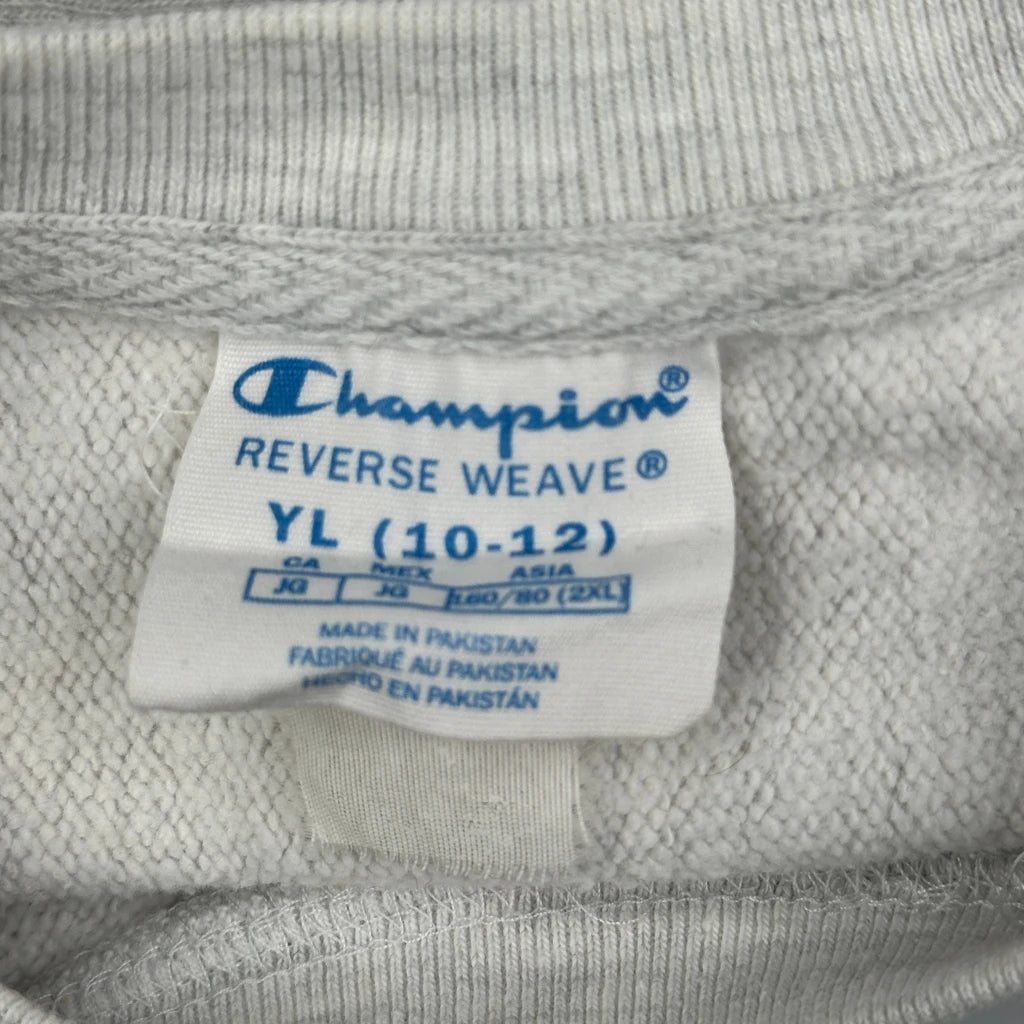 Champion®
REVERSE WEAVE®
YL (10-12)
CA MEX ASIA
JG JG 160/80 (2XL)
MADE IN PAKISTAN
FABRIQUÉ AU PAKISTAN
HECHO EN PAKISTÁN